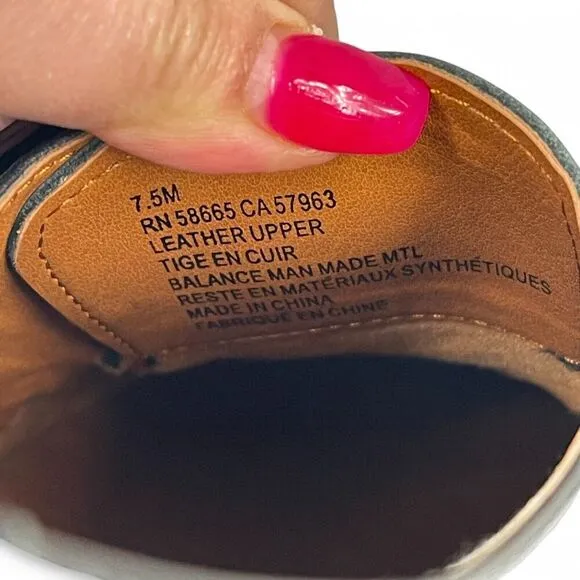 7.5M
RN 58665 CA 57963
LEATHER UPPER
TIGE EN CUIR
BALANCE MAN MADE MTL
RESTE EN MATÉRIAUX SYNTHÉTIQUES
MADE IN CHINA
FABRIQUÉ EN CHINE